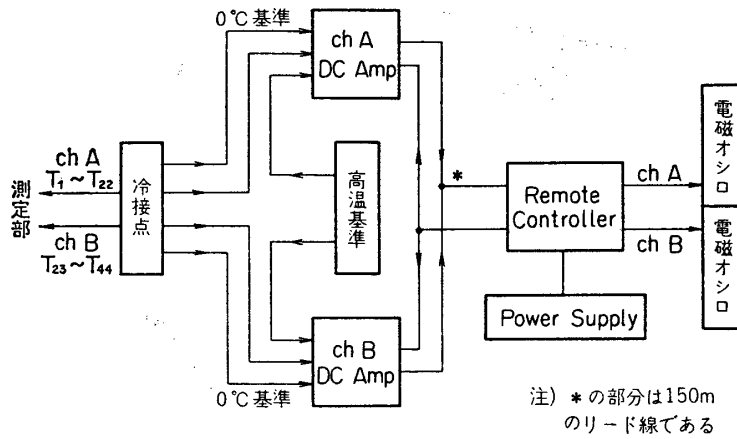 0℃基準
ch A
DC Amp
ch A
T₁~T₂₂
測定部
ch B
T₂₃~T₄₄
冷接点
高温基準
ch B
DC Amp
0℃基準
*
Remote
Controller
Power Supply
ch A
ch B
電磁オシロ
電磁オシロ
注) * の部分は150m
のリード線である